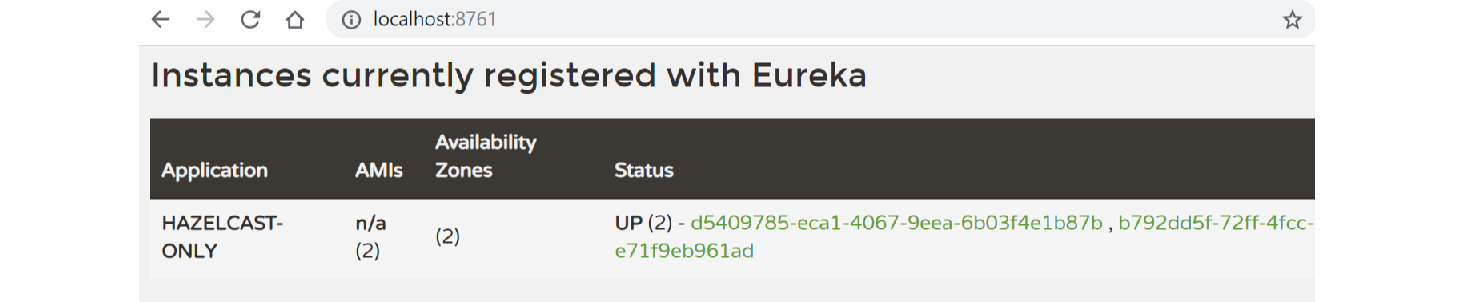 localhost:8761
Instances currently registered with Eureka
Availability
Application AMIs Zones Status
HAZELCAST- n/a UP (2) - d5409785-eca1-4067-9eea-6b03f4e1b87b , b792dd5f-72ff-4fcc-
ONLY (2) (2) e71f9eb961ad